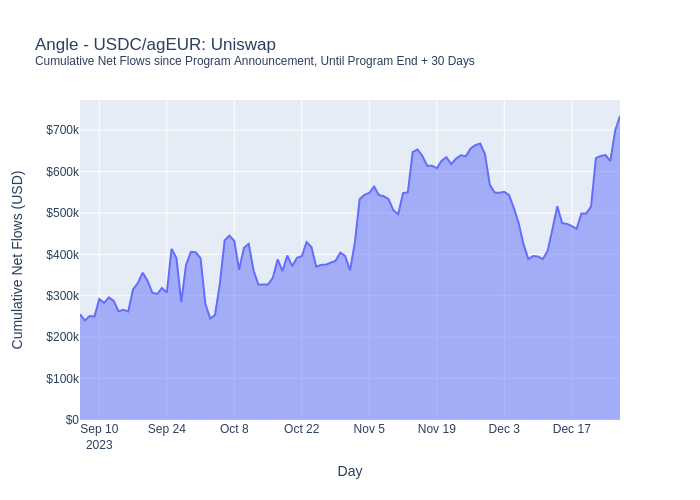 Angle - USDC/agEUR: Uniswap
Cumulative Net Flows since Program Announcement, Until Program End + 30 Days
Cumulative Net Flows (USD)
$700k
$600k
$500k
$400k
$300k
$200k
$100k
$0
Sep 10 Sep 24 Oct 8 Oct 22 Nov 5 Nov 19 Dec 3 Dec 17
2023
Day